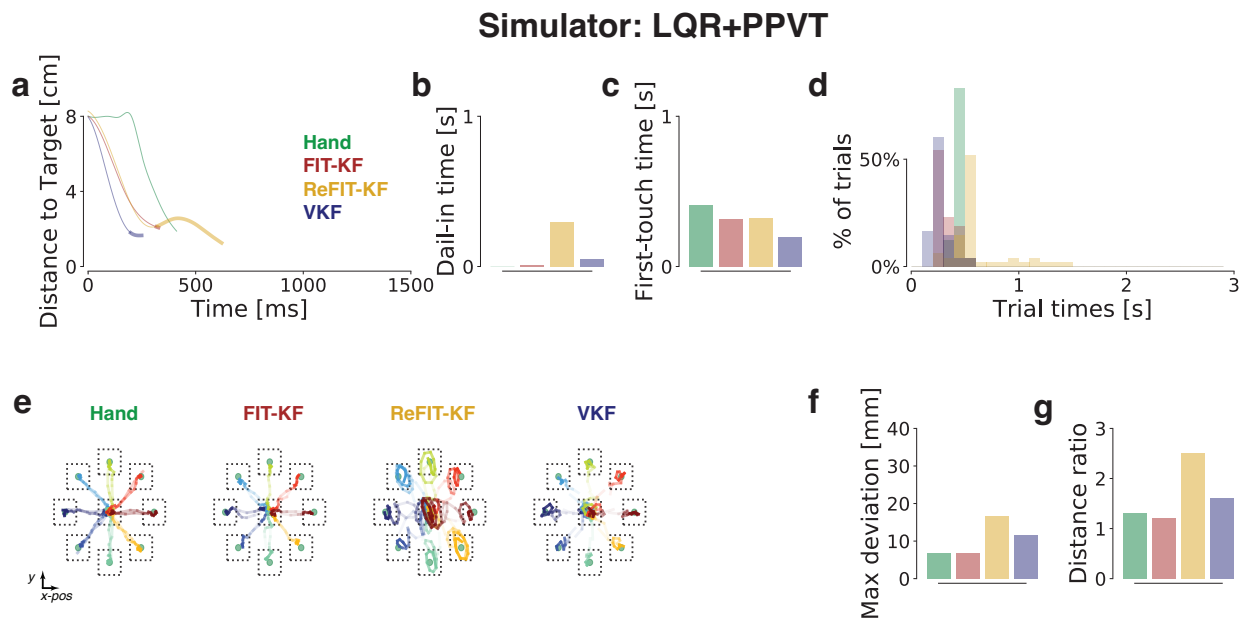 Simulator: LQR+PPVT
a
Distance to Target [cm]
8
4
0
0
500
1000
1500
Time [ms]
Hand
FIT-KF
ReFIT-KF
VKF
b
Dail-in time [s]
1
0
c
First-touch time [s]
1
0
d
% of trials
50%
0%
0
1
2
3
Trial times [s]
e
Hand
FIT-KF
ReFIT-KF
VKF
y
x-pos
f
Max deviation [mm]
40
30
20
10
0
g
Distance ratio
3
2
1
0